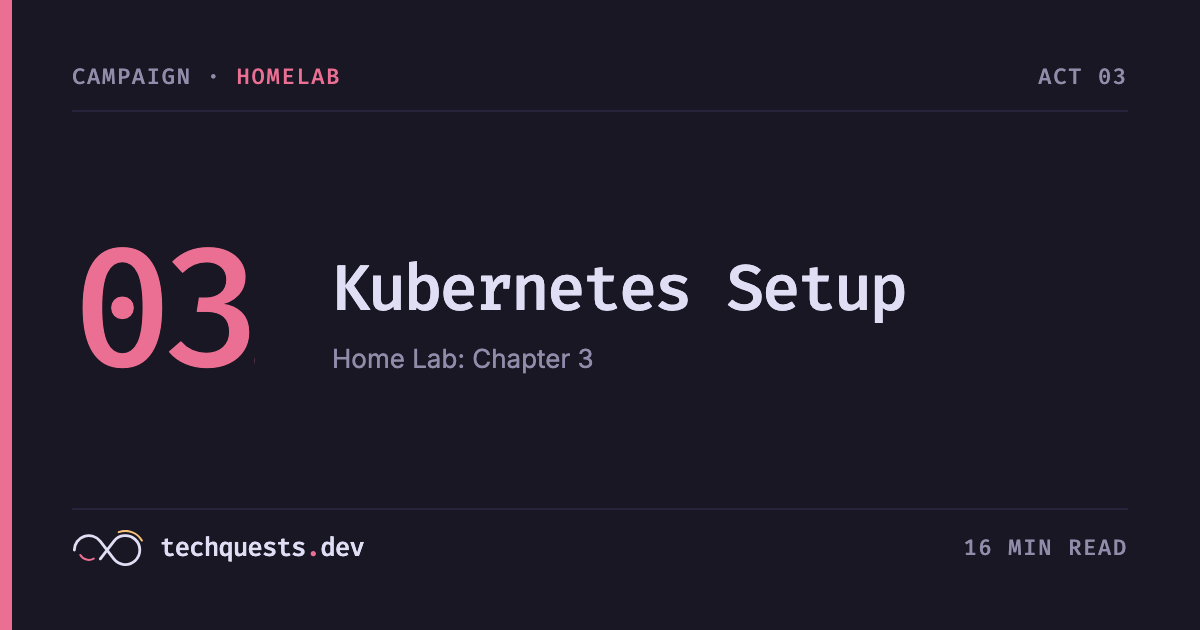 CAMPAIGN · HOMELAB
ACT 03
03
Kubernetes Setup
Home Lab: Chapter 3
techquests.dev
16 MIN READ